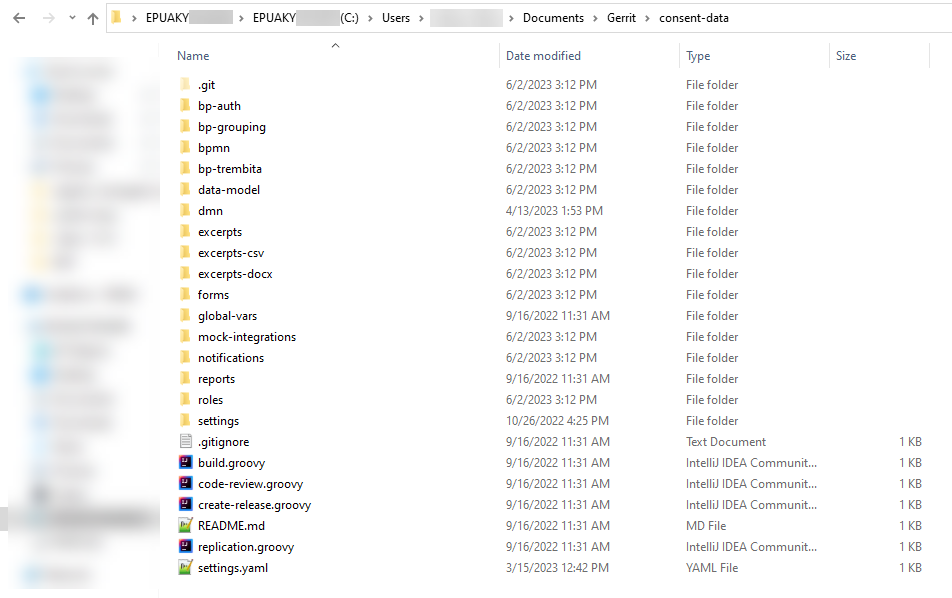 EPUAKY > EPUAKY (C:) > Users > > Documents > Gerrit > consent-data
Name Date modified Type Size
.git 6/2/2023 3:12 PM File folder
bp-auth 6/2/2023 3:12 PM File folder
bp-grouping 6/2/2023 3:12 PM File folder
bpmn 6/2/2023 3:12 PM File folder
bp-trembita 6/2/2023 3:12 PM File folder
data-model 6/2/2023 3:12 PM File folder
dmn 4/13/2023 1:53 PM File folder
excerpts 6/2/2023 3:12 PM File folder
excerpts-csv 6/2/2023 3:12 PM File folder
excerpts-docx 6/2/2023 3:12 PM File folder
forms 6/2/2023 3:12 PM File folder
global-vars 9/16/2022 11:31 AM File folder
mock-integrations 6/2/2023 3:12 PM File folder
notifications 6/2/2023 3:12 PM File folder
reports 9/16/2022 11:31 AM File folder
roles 6/2/2023 3:12 PM File folder
settings 10/26/2022 4:25 PM File folder
.gitignore 9/16/2022 11:31 AM Text Document 1 KB
build.groovy 9/16/2022 11:31 AM IntelliJ IDEA Communit... 1 KB
code-review.groovy 9/16/2022 11:31 AM IntelliJ IDEA Communit... 1 KB
create-release.groovy 9/16/2022 11:31 AM IntelliJ IDEA Communit... 1 KB
README.md 9/16/2022 11:31 AM MD File 1 KB
replication.groovy 9/16/2022 11:31 AM IntelliJ IDEA Communit... 1 KB
settings.yaml 3/15/2023 12:42 PM YAML File 1 KB